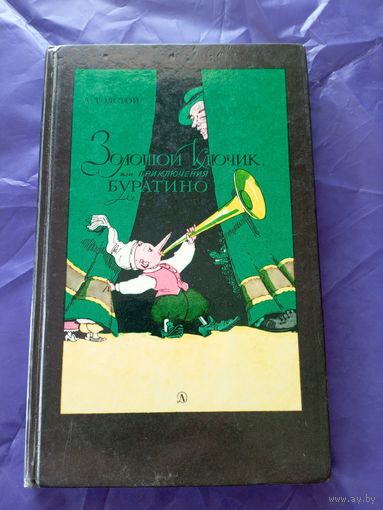 А. ТОЛСТОЙ
Золотой Ключик,
или ПРИКЛЮЧЕНИЯ
БУРАТИНО
Д
www.ay.by